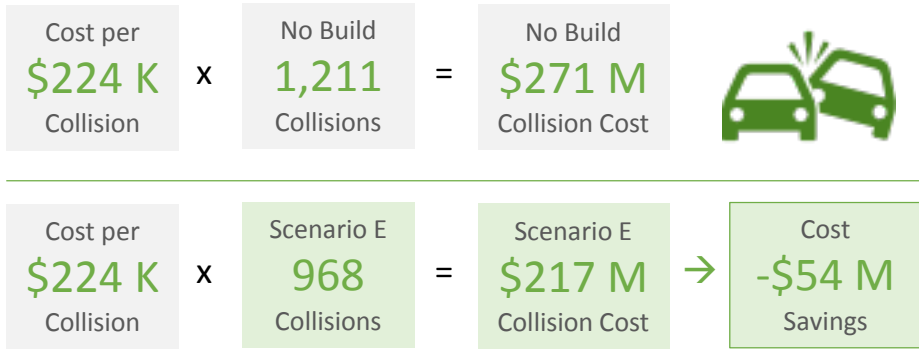 Cost per
$224 K
Collision
x
No Build
1,211
Collisions
=
No Build
$271 M
Collision Cost
Cost per
$224 K
Collision
x
Scenario E
968
Collisions
=
Scenario E
$217 M
Collision Cost
→
Cost
-$54 M
Savings